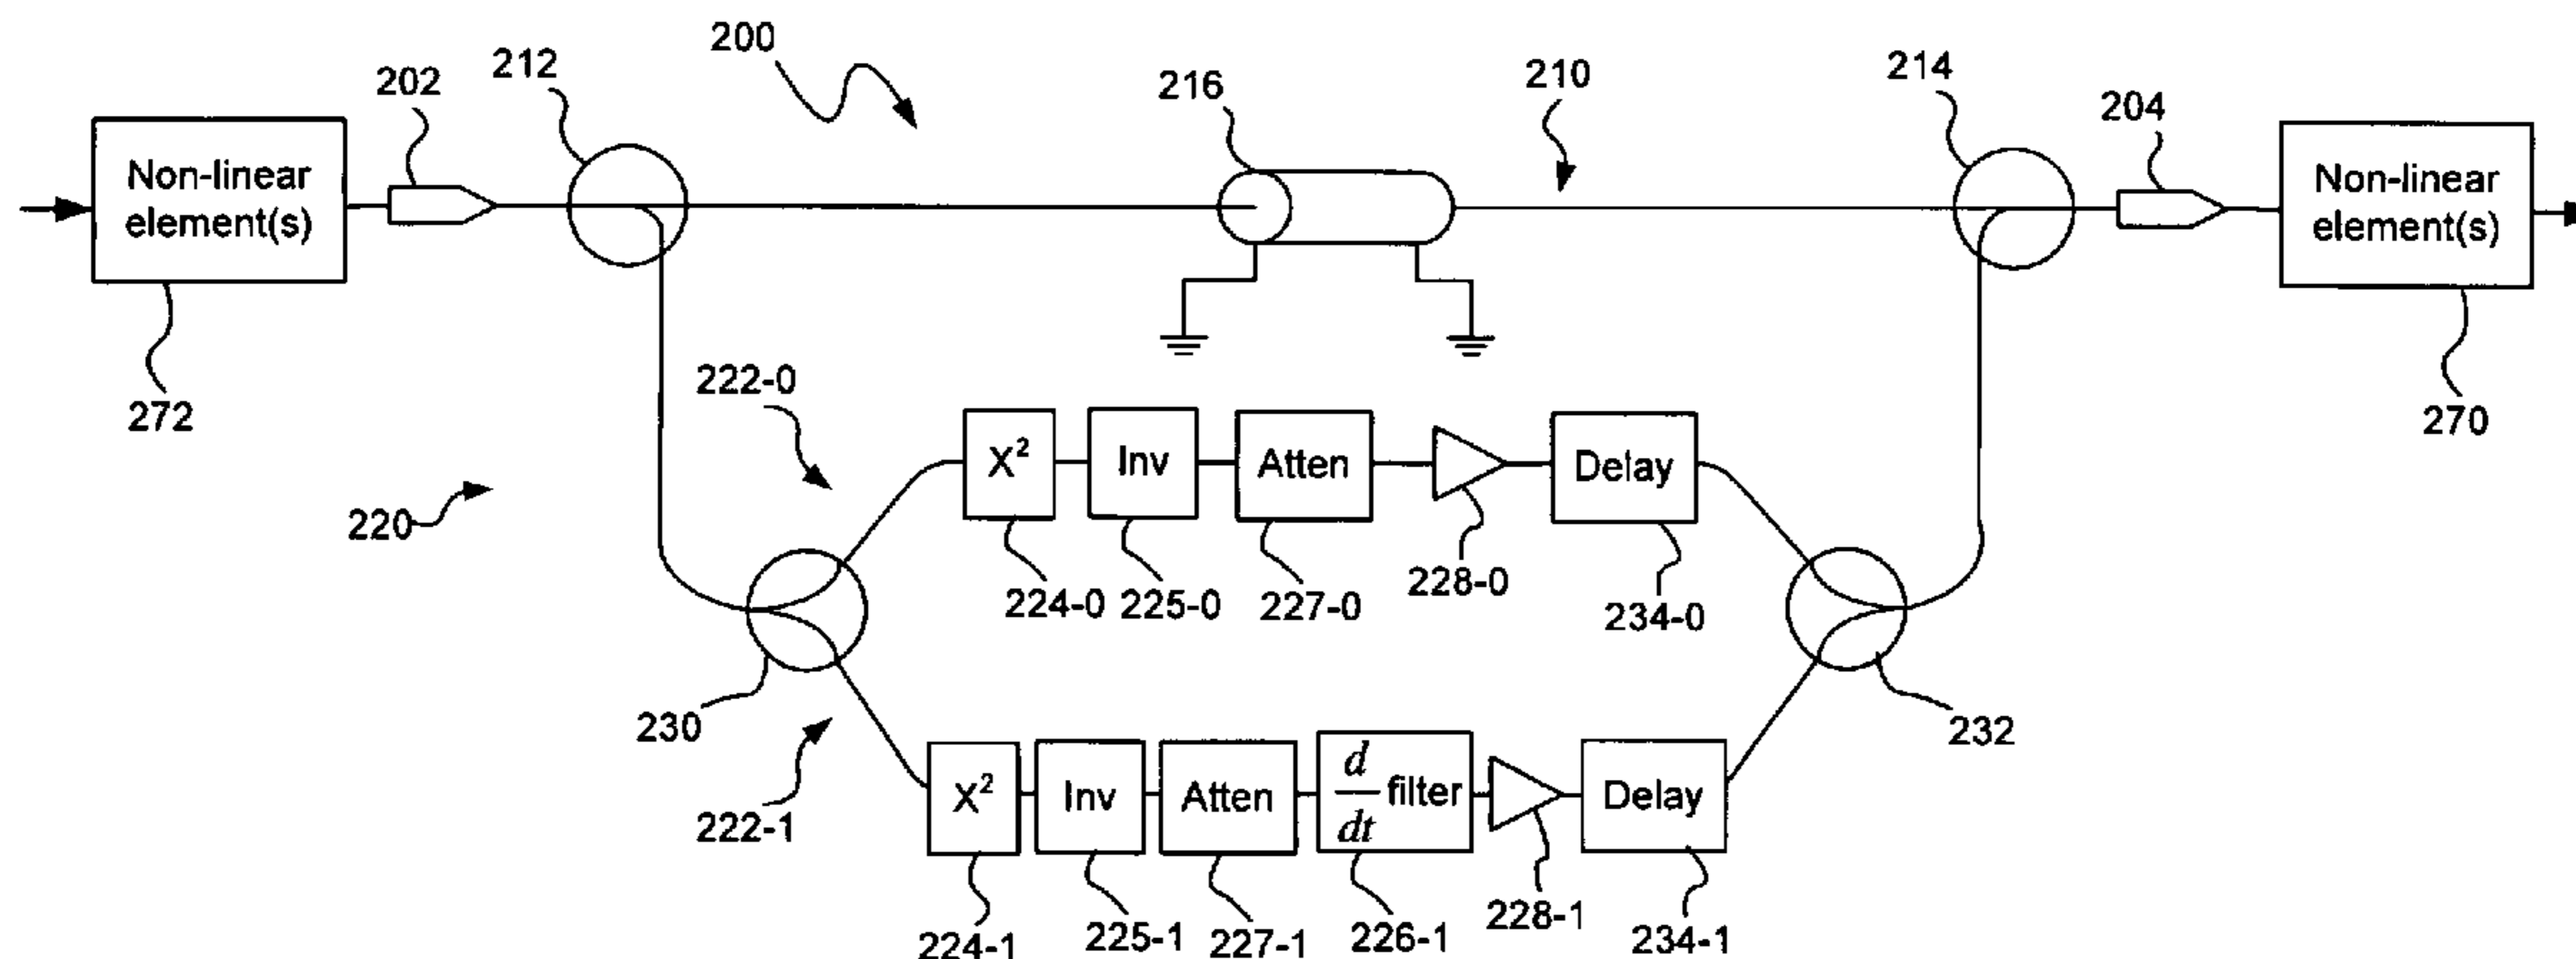 200
212
202
216
210
214
204
Non-linear
element(s)
Non-linear
element(s)
272
270
222-0
220
X²
Inv
Atten
Delay
224-0
225-0
227-0
228-0
234-0
230
232
222-1
X²
Inv
Atten
d
dt
filter
Delay
224-1
225-1
227-1
226-1
228-1
234-1